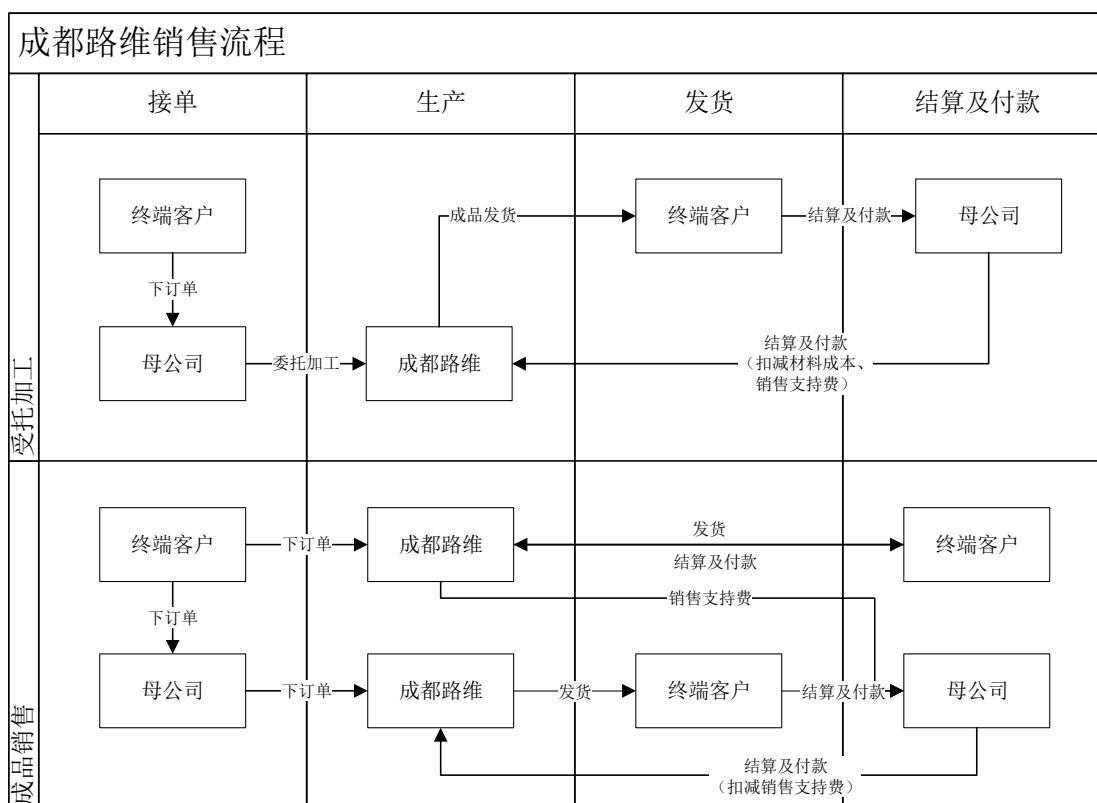 成都路维销售流程
接单
生产
发货
结算及付款
受托加工
终端客户
成品发货
终端客户
结算及付款
母公司
下订单
母公司
委托加工
成都路维
结算及付款
（扣减材料成本、
销售支持费）
成品销售
终端客户
下订单
成都路维
发货
结算及付款
终端客户
销售支持费
下订单
母公司
下订单
成都路维
发货
终端客户
结算及付款
母公司
结算及付款
（扣减销售支持费）